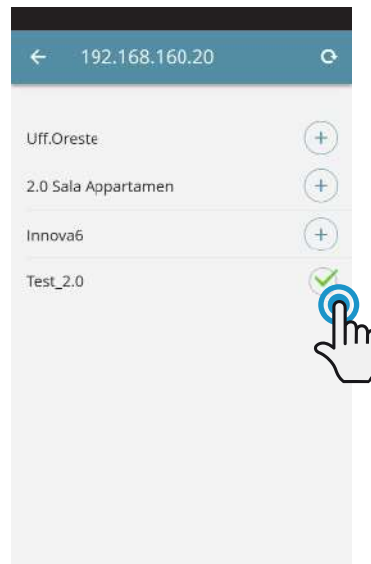 192.168.160.20
Uff.Oreste
2.0 Sala Appartamen
Innova6
Test_2.0